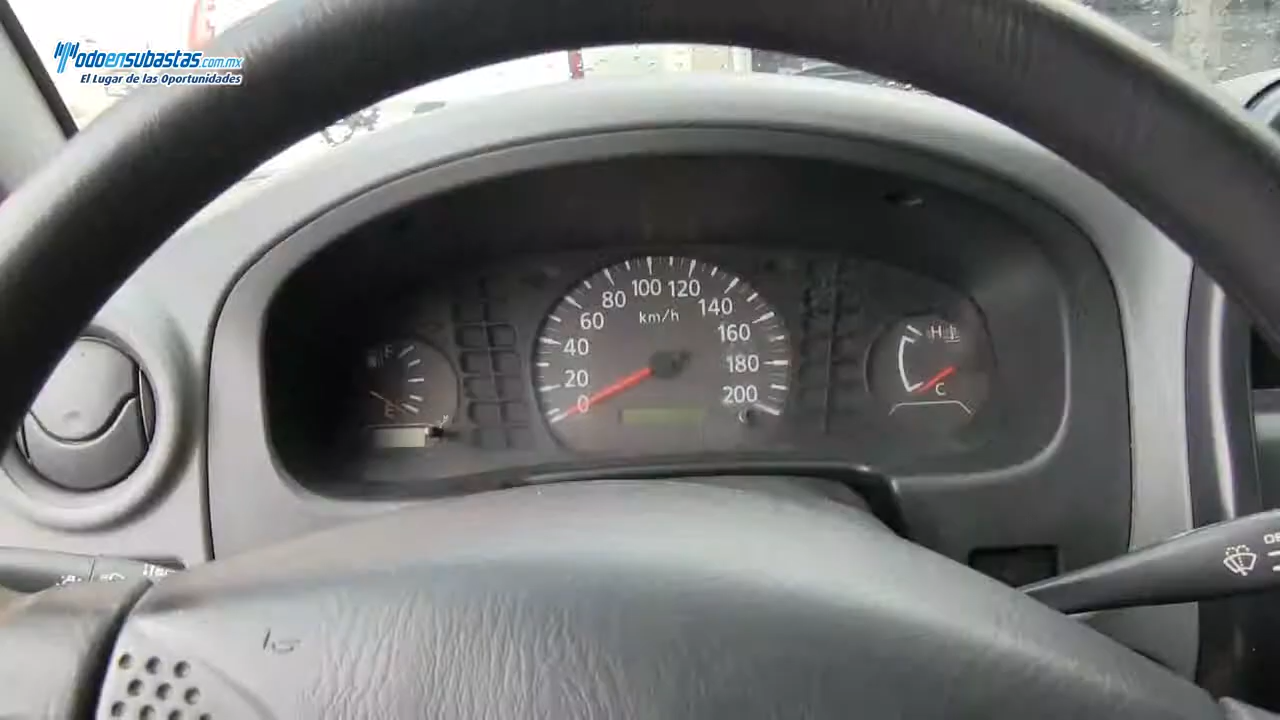 Todoensubastas.com.mx
El Lugar de las Oportunidades
0
20
40
60
80
100
120
140
160
180
200
km/h
F
E
H
C